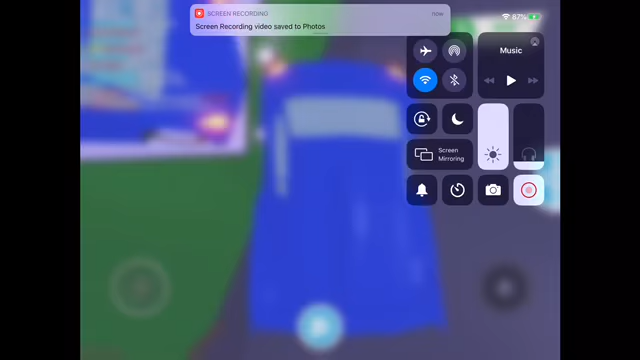 SCREEN RECORDING
now
Screen Recording video saved to Photos
87%
Music
Screen
Mirroring